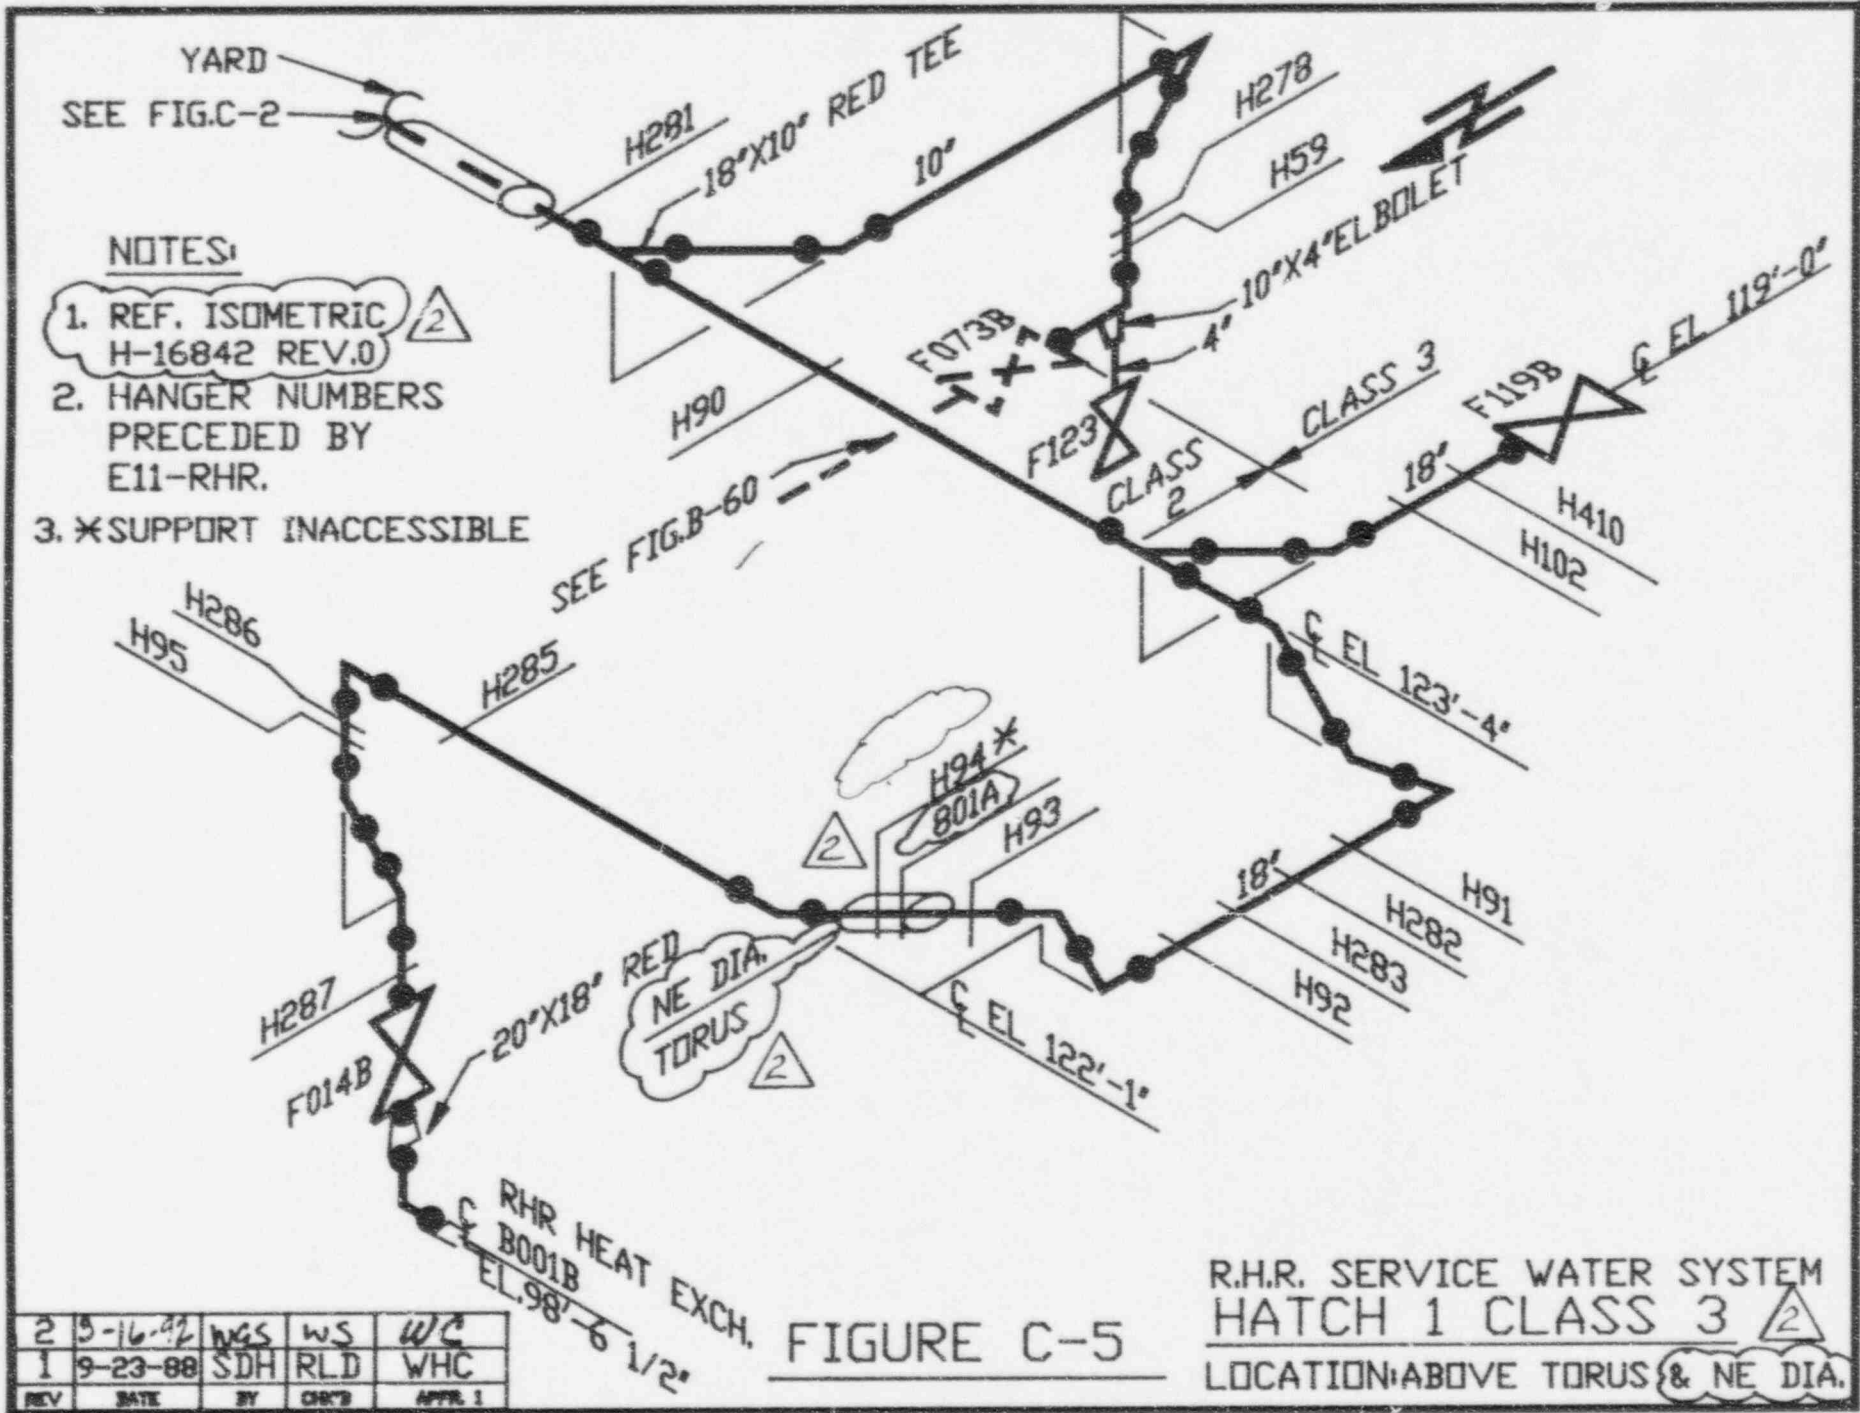 YARD
SEE FIG.C-2
H281
18"X10" RED TEE
10"
H278
H59
10"X4"ELBOLET
4"
NOTES:
1. REF. ISOMETRIC
H-16842 REV.0
2
2. HANGER NUMBERS
PRECEDED BY
E11-RHR.
3. *SUPPORT INACCESSIBLE
H90
F073B
F123
SEE FIG.B-60
CLASS 3
CLASS
2
F119B
℄ EL 119'-0"
18"
H410
H102
℄ EL 123'-4"
H286
H95
H285
H94*
801A
H93
2
18"
H91
H282
H283
H92
℄ EL 122'-1"
NE DIA.
TORUS
2
20"X18" RED
H287
F014B
RHR HEAT EXCH.
℄ B001B
EL.98'-6 1/2"
2 WGS WS WC
1 9-23-88 SDH RLD WHC
REV DATE BY CHK'D APPR. 1
FIGURE C-5
R.H.R. SERVICE WATER SYSTEM
HATCH 1 CLASS 3 2
LOCATION:ABOVE TORUS & NE DIA.